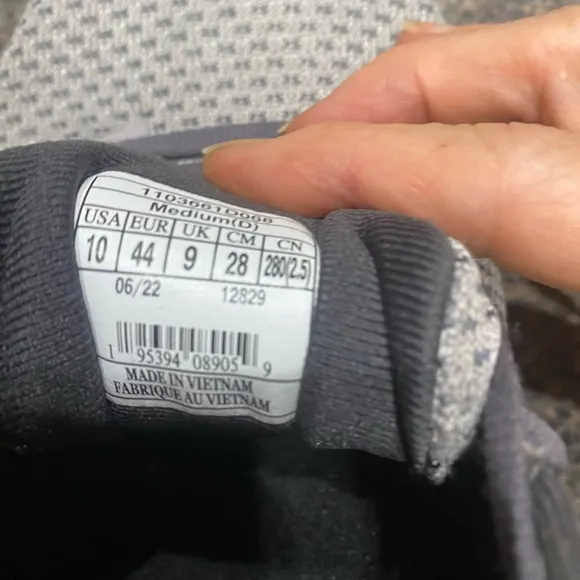 1103661D068
Medium(D)
USA EUR UK CM CN
10 44 9 28 280(2.5)
06/22 12829
1 95394 08905 9
MADE IN VIETNAM
FABRIQUE AU VIETNAM